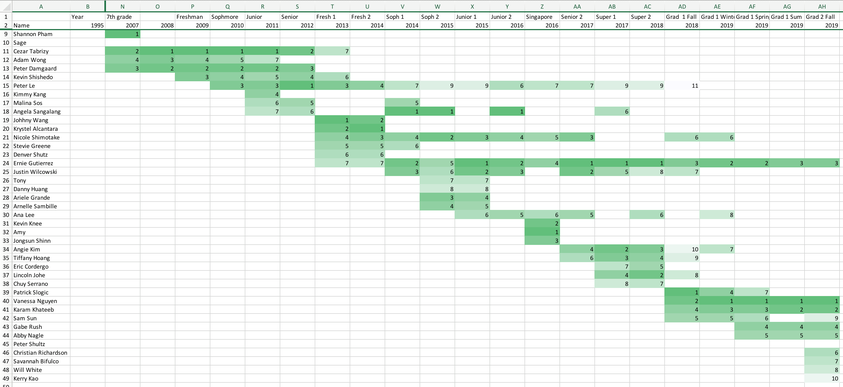 A B N O P Q R S T U V W X Y Z AA AB AC AD AE AF AG AH
1 Year 7th grade Freshman Sophmore Junior Senior Fresh 1 Fresh 2 Soph 1 Soph 2 Junior 1 Junior 2 Singapore Senior 2 Super 1 Super 2 Grad 1 Fall Grad 1 Wint Grad 1 Sprin Grad 1 Sum Grad 2 Fall
2 Name 1995 2007 2008 2009 2010 2011 2012 2013 2014 2014 2015 2015 2016 2016 2017 2017 2018 2018 2019 2019 2019 2019
9 Shannon Pham 1
10 Sage
11 Cezar Tabrizy 2 1 1 1 1 2 7
12 Adam Wong 4 3 4 5 7
13 Peter Damgaard 3 2 2 2 2 3
14 Kevin Shishedo 3 4 5 4 6
15 Peter Le 3 3 1 3 4 7 9 9 6 7 7 9 9 11
16 Kimmy Kang 4
17 Malina Sos 6 5 5
18 Angela Sangalang 7 6 1 1 1 6
19 Johhny Wang 1 2
20 Krystel Alcantara 2 1
21 Nicole Shimotake 4 3 4 2 3 4 5 3 6 6
22 Stevie Greene 5 5 6
23 Denver Shutz 6 6
24 Ernie Gutierrez 7 7 2 5 1 2 4 1 1 1 3 2 2 3 3
25 Justin Wilcowski 3 6 2 3 2 5 8 7
26 Tony 7 7
27 Danny Huang 8 8
28 Ariele Grande 3 4
29 Arnelle Sambille 4 5
30 Ana Lee 6 5 6 5 6 8
31 Kevin Knee 2
32 Amy 1
33 Jongsun Shinn 3
34 Angie Kim 4 2 3 10 7
35 Tiffany Hoang 6 3 4 9
36 Eric Cordergo 7 5
37 Lincoln Johe 4 2 8
38 Chuy Serrano 8 7
39 Patrick Slogic 1 4 7
40 Vanessa Nguyen 2 1 1 1 1
41 Karam Khateeb 4 3 3 2 2
42 Sam Sun 5 5 6 9
43 Gabe Rush 4 4 4
44 Abby Nagle 5 5 5
45 Peter Shultz
46 Christian Richardson 6
47 Savannah Bifulco 7
48 Will White 8
49 Kerry Kao 10